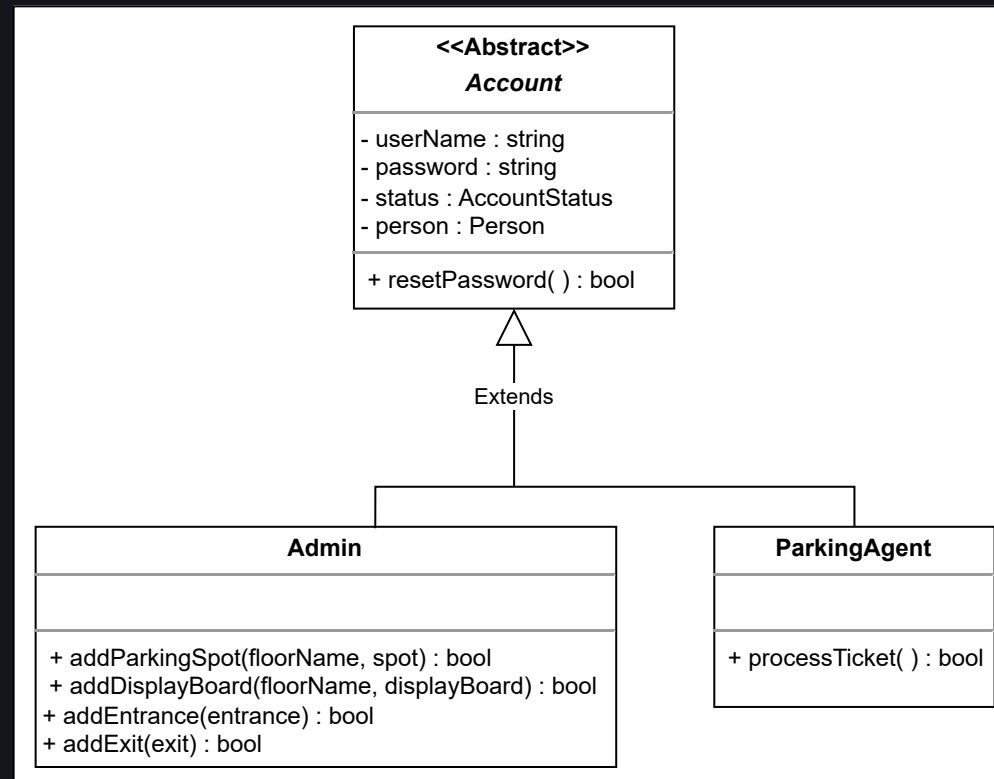 <<Abstract>>
Account
- userName : string
- password : string
- status : AccountStatus
- person : Person
+ resetPassword( ) : bool
Extends
Admin
+ addParkingSpot(floorName, spot) : bool
+ addDisplayBoard(floorName, displayBoard) : bool
+ addEntrance(entrance) : bool
+ addExit(exit) : bool
ParkingAgent
+ processTicket( ) : bool